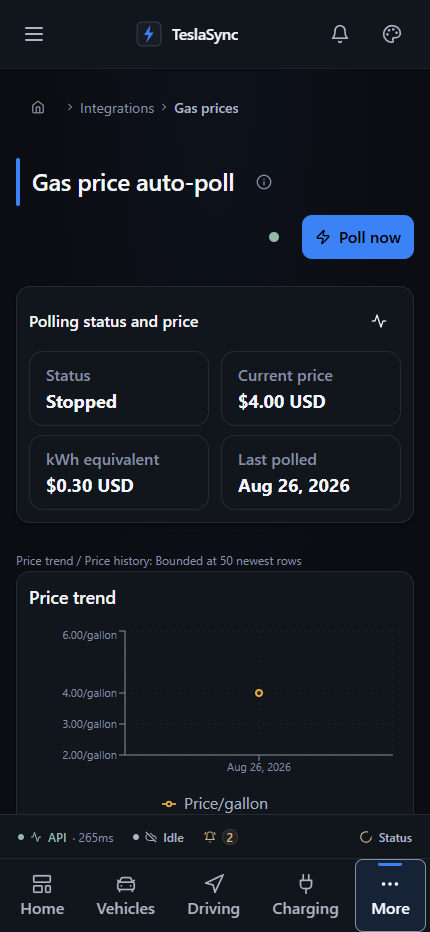 TeslaSync
Integrations Gas prices
Gas price auto-poll
Poll now
Polling status and price
Status
Stopped
Current price
$4.00 USD
kWh equivalent
$0.30 USD
Last polled
Aug 26, 2026
Price trend / Price history: Bounded at 50 newest rows
Price trend
6.00/gallon
4.00/gallon
3.00/gallon
2.00/gallon
Aug 26, 2026
Price/gallon
API · 265ms Idle 2 Status
Home Vehicles Driving Charging More